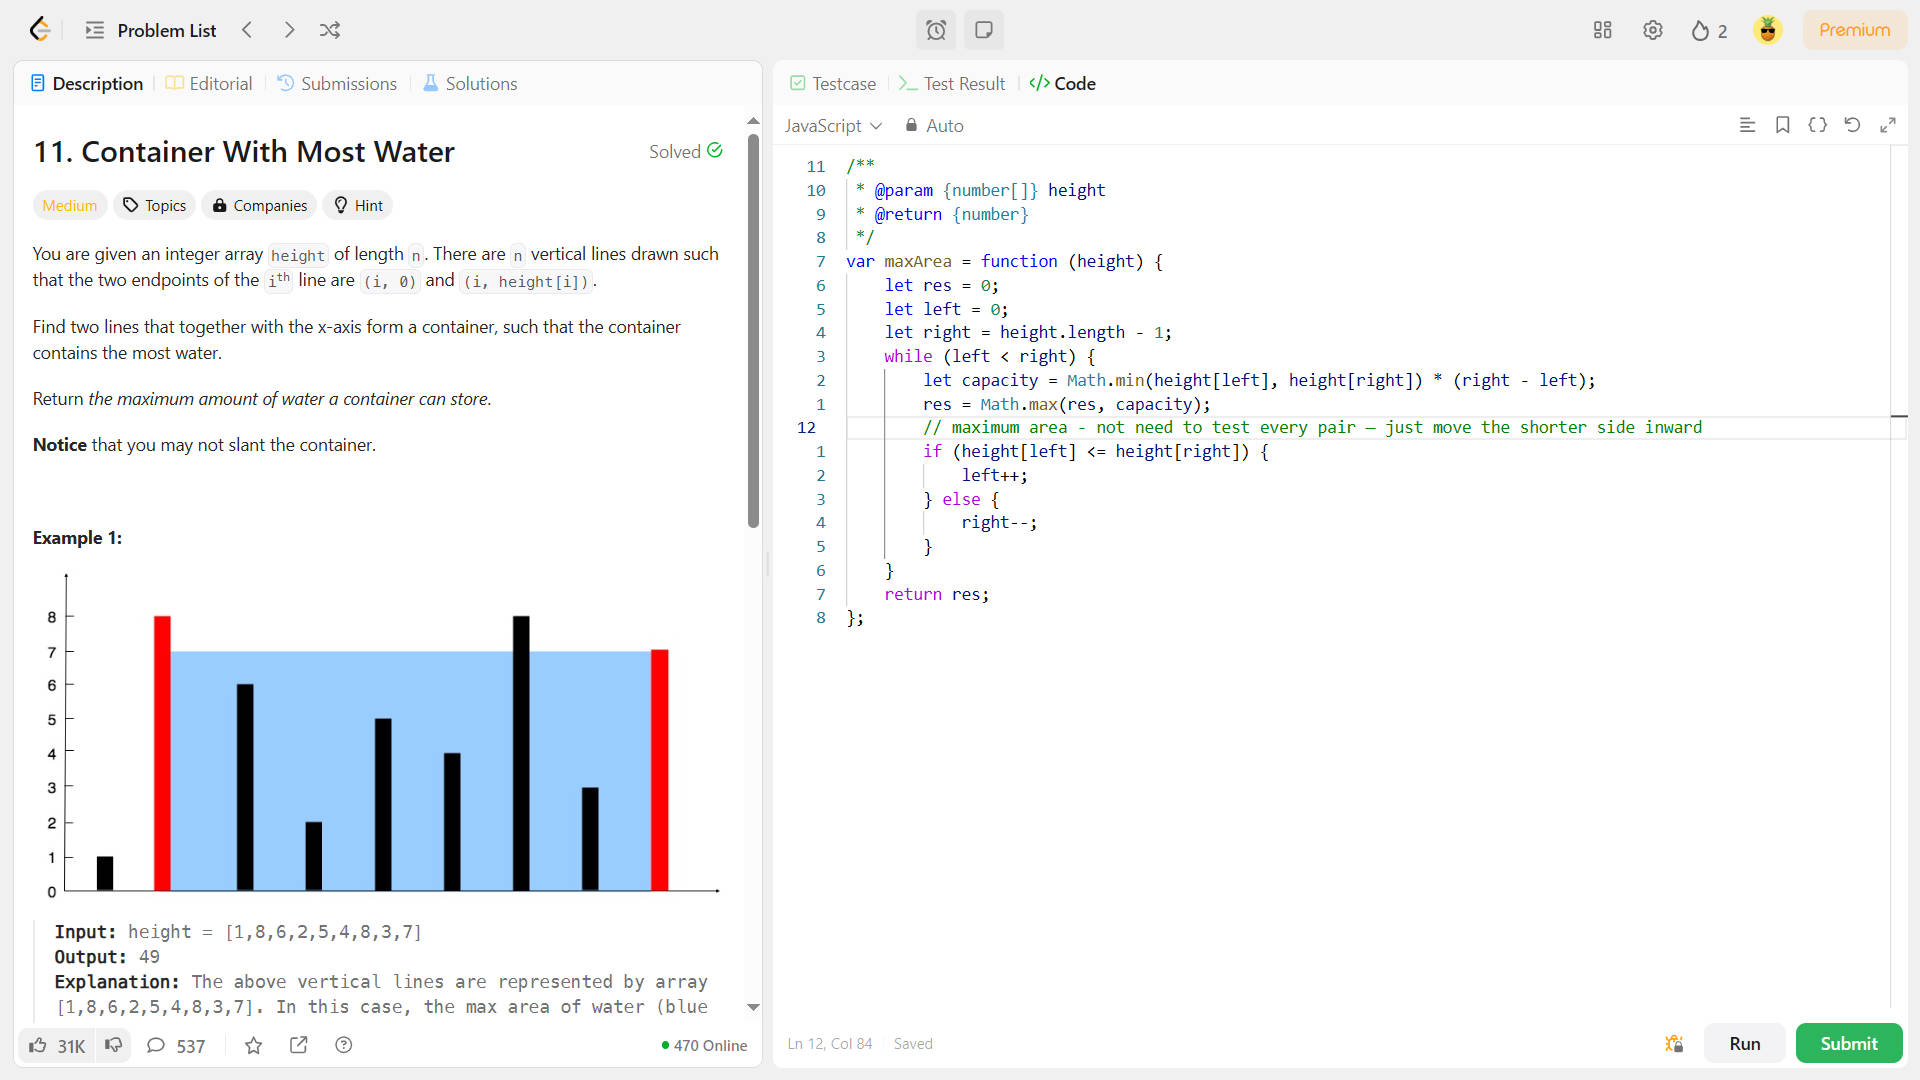 Problem List
2
Premium
Description
Editorial
Submissions
Solutions
11. Container With Most Water
Solved
Medium
Topics
Companies
Hint
You are given an integer array height of length n. There are n vertical lines drawn such
that the two endpoints of the ith line are (i, 0) and (i, height[i]).
Find two lines that together with the x-axis form a container, such that the container
contains the most water.
Return the maximum amount of water a container can store.
Notice that you may not slant the container.
Example 1:
8
7
6
5
4
3
2
1
0
Input: height = [1,8,6,2,5,4,8,3,7]
Output: 49
Explanation: The above vertical lines are represented by array
[1,8,6,2,5,4,8,3,7]. In this case, the max area of water (blue
31K
537
470 Online
Testcase
Test Result
</> Code
JavaScript
Auto
11 /**
10 * @param {number[]} height
9 * @return {number}
8 */
7 var maxArea = function (height) {
6 let res = 0;
5 let left = 0;
4 let right = height.length - 1;
3 while (left < right) {
2 let capacity = Math.min(height[left], height[right]) * (right - left);
1 res = Math.max(res, capacity);
12 // maximum area - not need to test every pair — just move the shorter side inward
1 if (height[left] <= height[right]) {
2 left++;
3 } else {
4 right--;
5 }
6 }
7 return res;
8 };
Ln 12, Col 84
Saved
Run
Submit